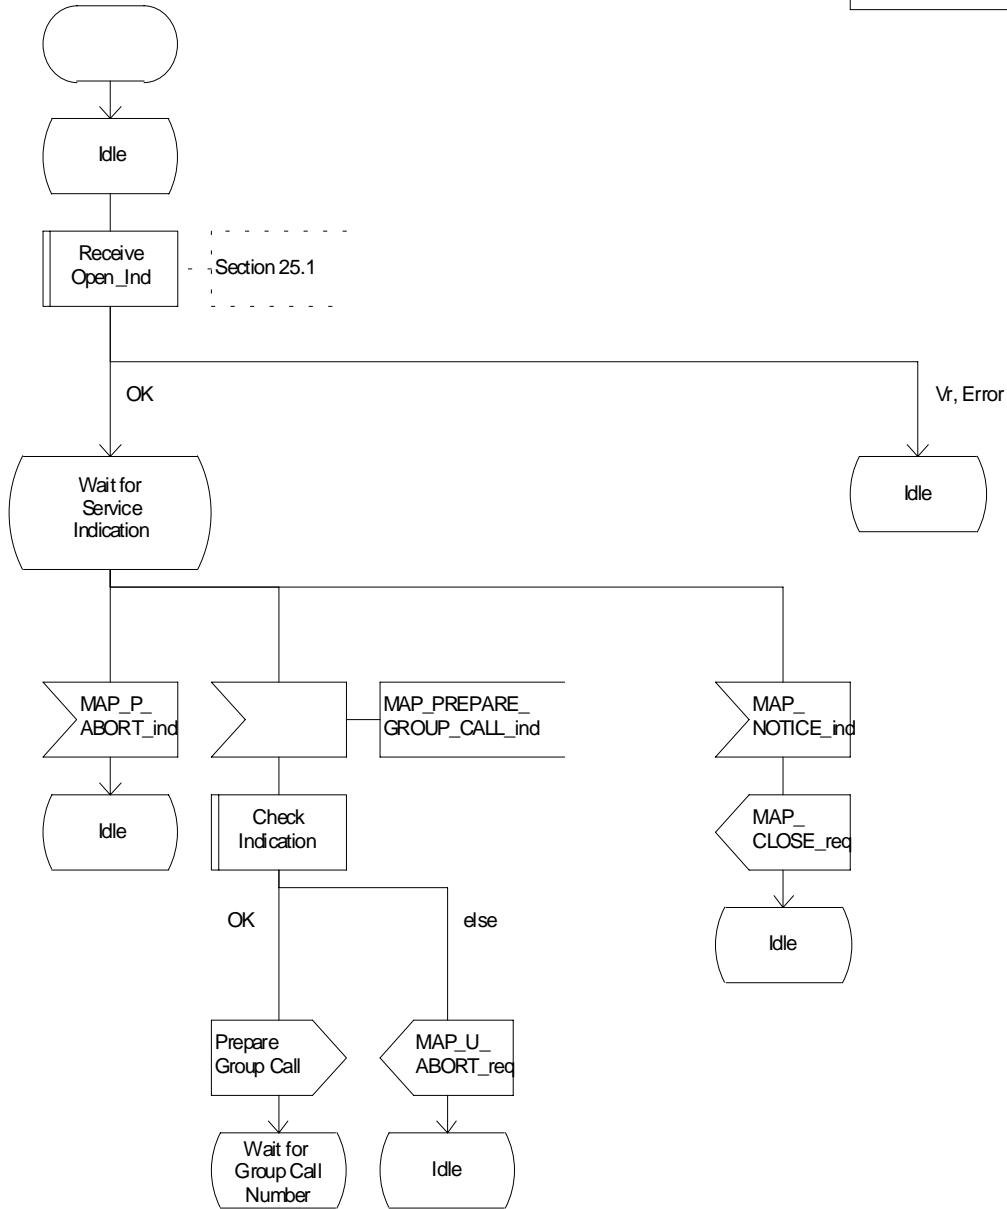 Idle
Receive
Open_Ind
Section 25.1
OK
Vr, Error
Wait for
Service
Indication
Idle
MAP_P_
ABORT_ind
MAP_PREPARE_
GROUP_CALL_ind
MAP_
NOTICE_ind
Idle
Check
Indication
MAP_
CLOSE_req
OK
else
Idle
Prepare
Group Call
MAP_U_
ABORT_req
Wait for
Group Call
Number
Idle